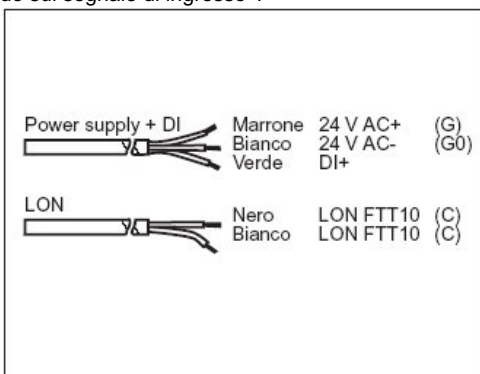 Power supply + DI
Marrone 24 V AC+ (G)
Bianco 24 V AC- (G0)
Verde DI+
LON
Nero LON FTT10 (C)
Bianco LON FTT10 (C)